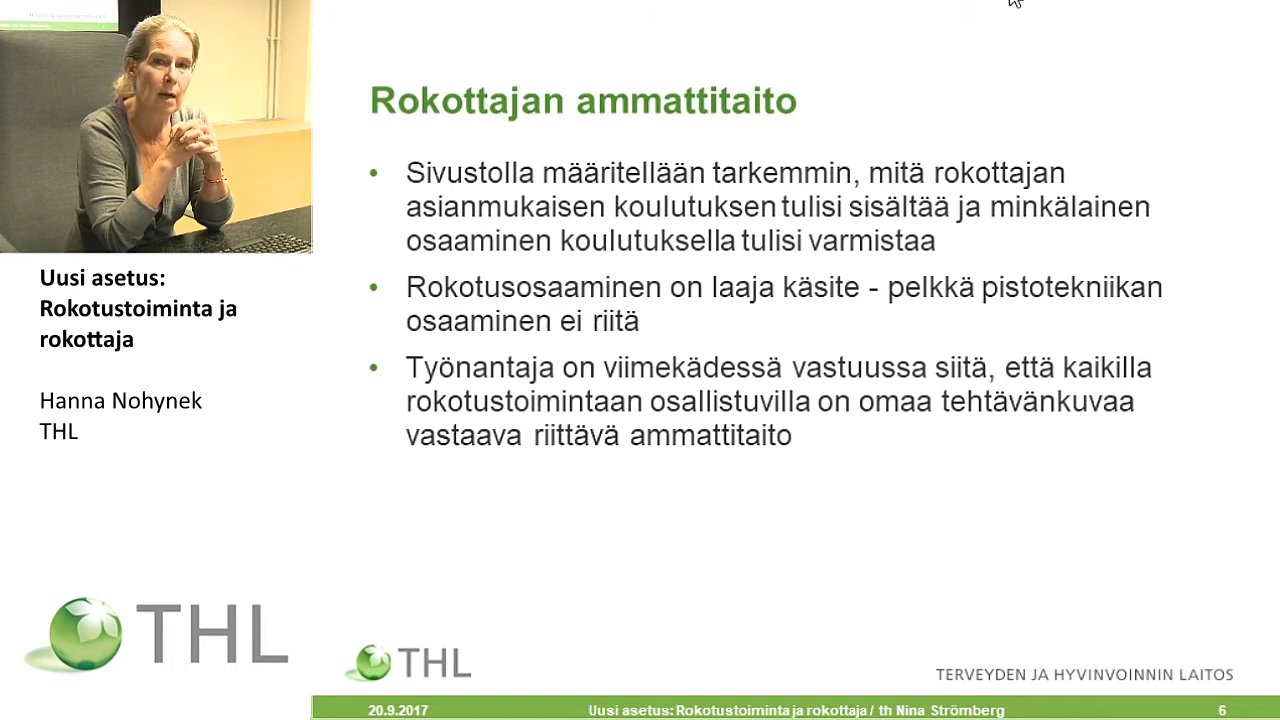 Uusi asetus:
Rokotustoiminta ja
rokottaja
Hanna Nohynek
THL
THL
Rokottajan ammattitaito
• Sivustolla määritellään tarkemmin, mitä rokottajan
asianmukaisen koulutuksen tulisi sisältää ja minkälainen
osaaminen koulutuksella tulisi varmistaa
• Rokotusosaaminen on laaja käsite - pelkkä pistotekniikan
osaaminen ei riitä
• Työnantaja on viimekädessä vastuussa siitä, että kaikilla
rokotustoimintaan osallistuvilla on omaa tehtävänkuvaa
vastaava riittävä ammattitaito
THL
TERVEYDEN JA HYVINVOINNIN LAITOS
20.9.2017 Uusi asetus: Rokotustoiminta ja rokottaja / th Nina Strömberg 6